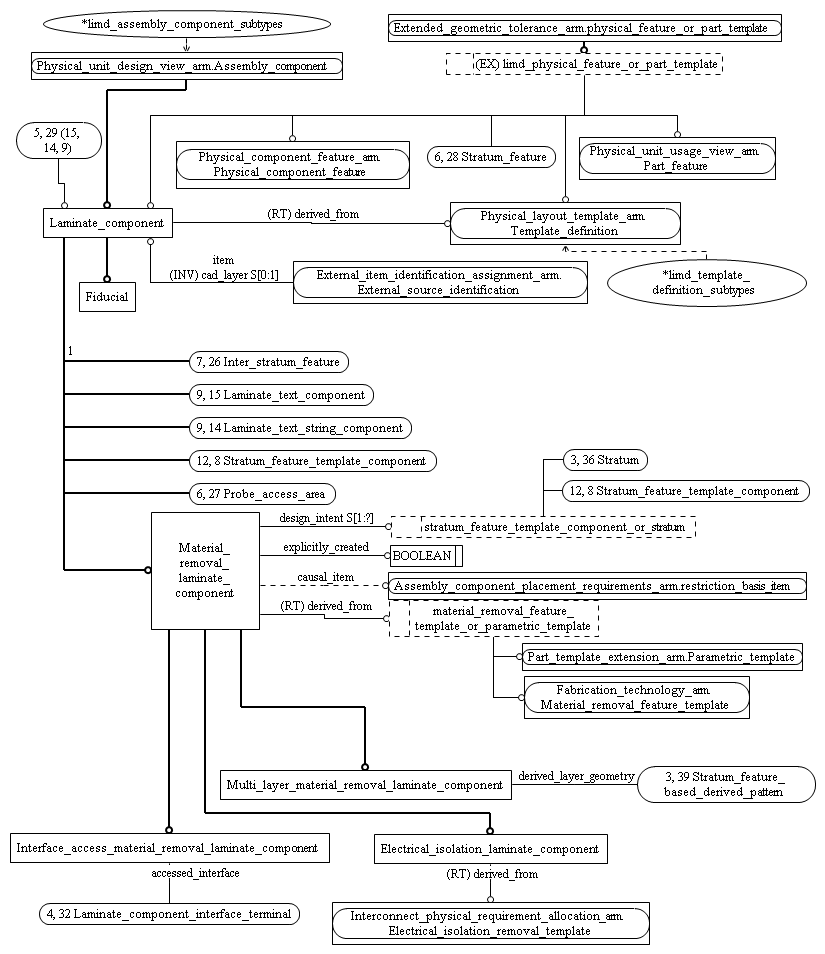 *limd_assembly_component_subtypes
Extended_geometric_tolerance_arm.physical_feature_or_part_template
Physical_unit_design_view_arm.Assembly_component
(EX) limd_physical_feature_or_part_template
5, 29 (15,
14, 9)
Physical_component_feature_arm.
Physical_component_feature
6, 28 Stratum_feature
Physical_unit_usage_view_arm.
Part_feature
Laminate_component
(RT) derived_from
Physical_layout_template_arm.
Template_definition
item
(INV) cad_layer S[0:1]
External_item_identification_assignment_arm.
External_source_identification
*limd_template_
definition_subtypes
Fiducial
1
7, 26 Inter_stratum_feature
9, 15 Laminate_text_component
9, 14 Laminate_text_string_component
12, 8 Stratum_feature_template_component
6, 27 Probe_access_area
3, 36 Stratum
12, 8 Stratum_feature_template_component
Material_
removal_
laminate_
component
design_intent S[1:?]
stratum_feature_template_component_or_stratum
explicitly_created
BOOLEAN
causal_item
Assembly_component_placement_requirements_arm.restriction_basis_item
(RT) derived_from
material_removal_feature_
template_or_parametric_template
Part_template_extension_arm.Parametric_template
Fabrication_technology_arm.
Material_removal_feature_template
Multi_layer_material_removal_laminate_component
derived_layer_geometry
3, 39 Stratum_feature_
based_derived_pattern
Interface_access_material_removal_laminate_component
Electrical_isolation_laminate_component
accessed_interface
(RT) derived_from
4, 32 Laminate_component_interface_terminal
Interconnect_physical_requirement_allocation_arm.
Electrical_isolation_removal_template